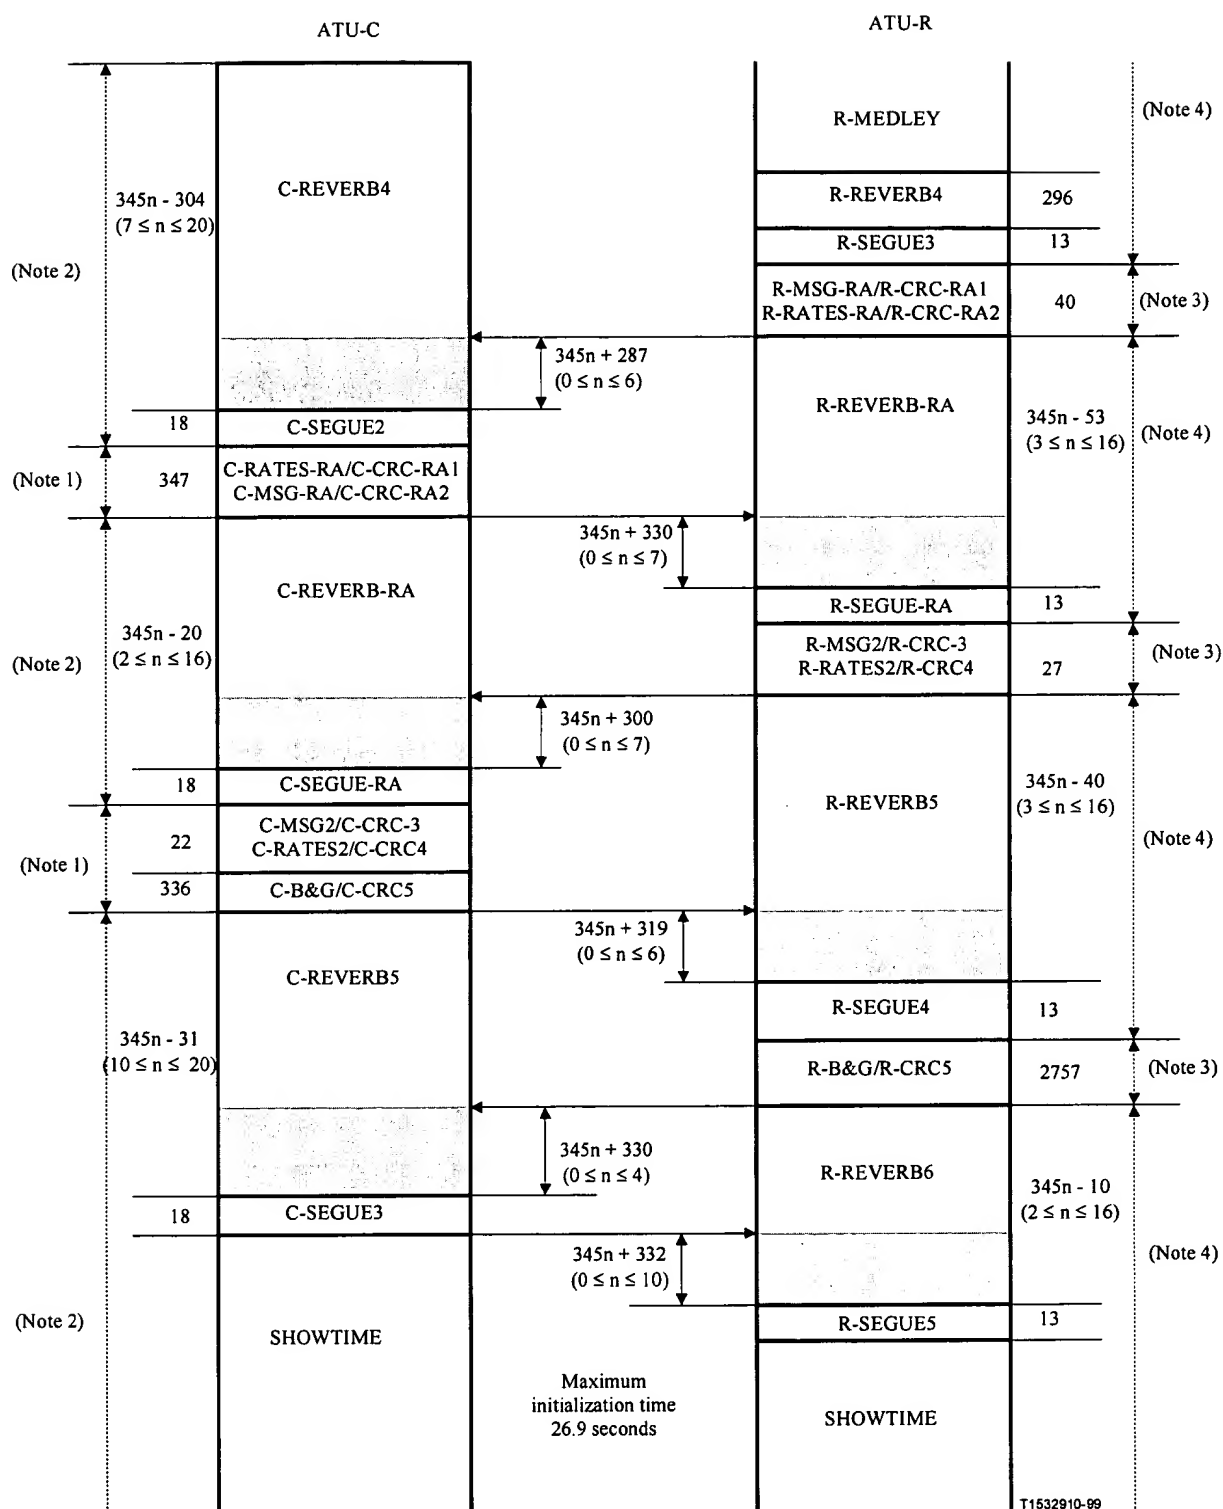 ATU-C
ATU-R
R-MEDLEY
(Note 4)
C-REVERB4
345n - 304
(7 ≤ n ≤ 20)
R-REVERB4
296
R-SEGUE3
13
(Note 2)
R-MSG-RA/R-CRC-RA1
R-RATES-RA/R-CRC-RA2
40
(Note 3)
345n + 287
(0 ≤ n ≤ 6)
R-REVERB-RA
345n - 53
(3 ≤ n ≤ 16)
(Note 4)
18
C-SEGUE2
(Note 1)
347
C-RATES-RA/C-CRC-RA1
C-MSG-RA/C-CRC-RA2
345n + 330
(0 ≤ n ≤ 7)
C-REVERB-RA
R-SEGUE-RA
13
345n - 20
(2 ≤ n ≤ 16)
(Note 2)
R-MSG2/R-CRC-3
R-RATES2/R-CRC4
27
(Note 3)
345n + 300
(0 ≤ n ≤ 7)
18
C-SEGUE-RA
R-REVERB5
345n - 40
(3 ≤ n ≤ 16)
C-MSG2/C-CRC-3
C-RATES2/C-CRC4
22
(Note 1)
(Note 4)
336
C-B&G/C-CRC5
345n + 319
(0 ≤ n ≤ 6)
C-REVERB5
R-SEGUE4
13
345n - 31
(10 ≤ n ≤ 20)
R-B&G/R-CRC5
2757
(Note 3)
345n + 330
(0 ≤ n ≤ 4)
R-REVERB6
345n - 10
(2 ≤ n ≤ 16)
18
C-SEGUE3
345n + 332
(0 ≤ n ≤ 10)
(Note 4)
(Note 2)
SHOWTIME
R-SEGUE5
13
Maximum
initialization time
26.9 seconds
SHOWTIME
T1532910-99